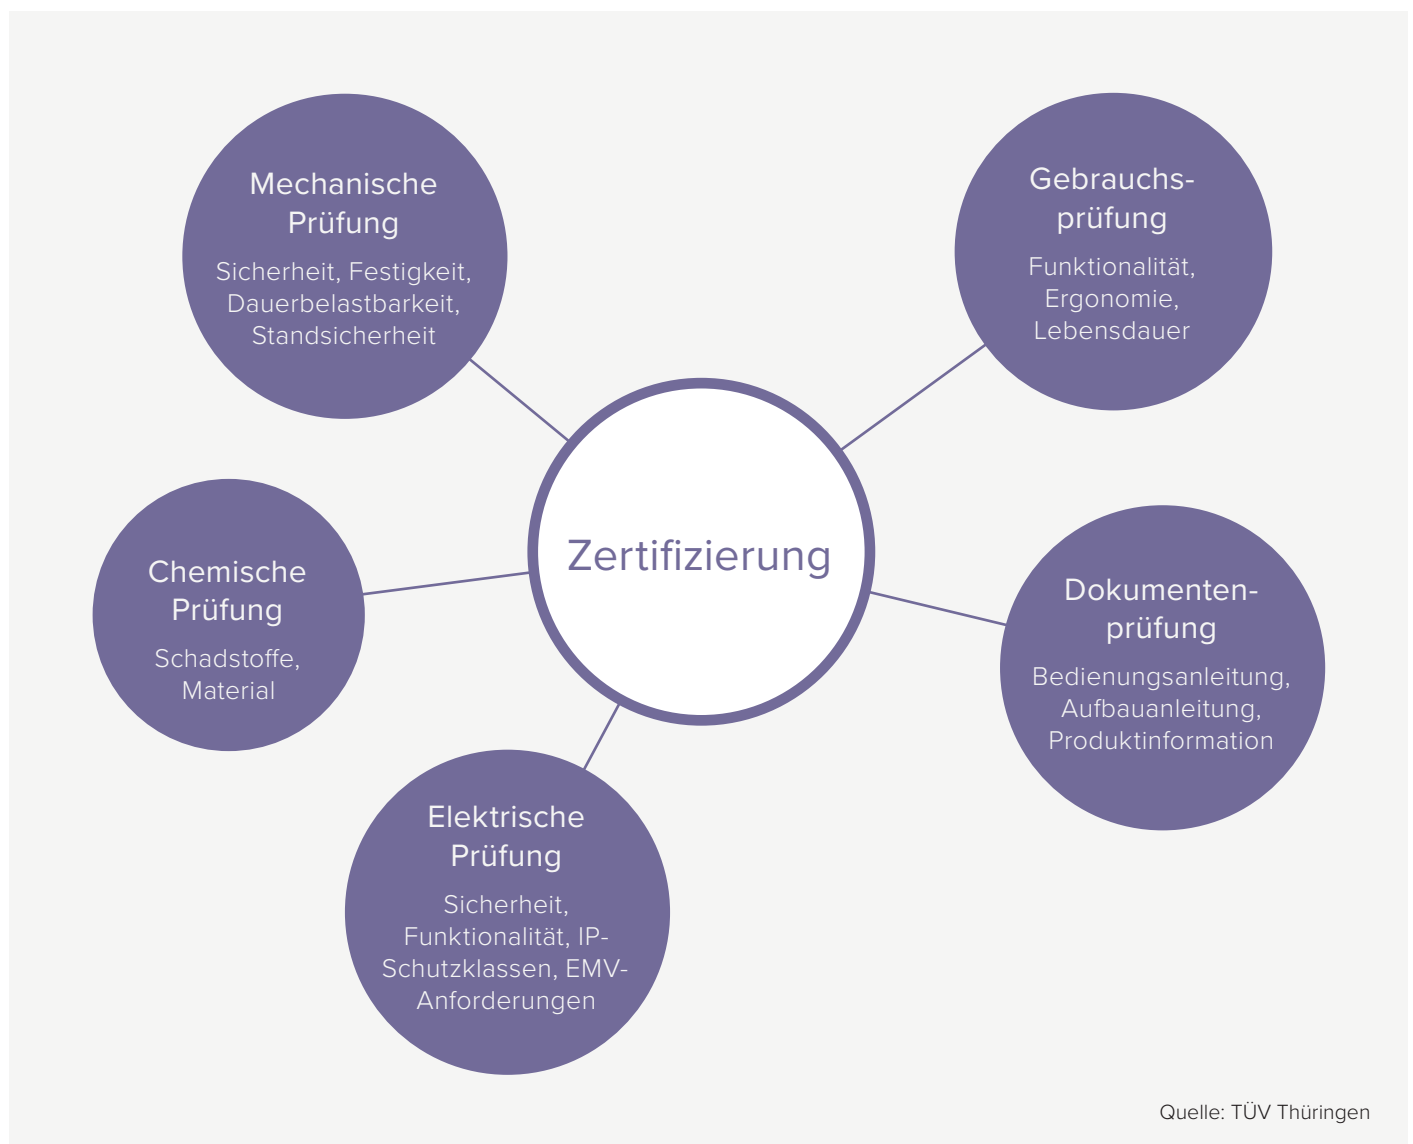 Mechanische
Prüfung
Sicherheit, Festigkeit,
Dauerbelastbarkeit,
Standsicherheit
Gebrauchs-
prüfung
Funktionalität,
Ergonomie,
Lebensdauer
Zertifizierung
Chemische
Prüfung
Schadstoffe,
Material
Dokumenten-
prüfung
Bedienungsanleitung,
Aufbauanleitung,
Produktinformation
Elektrische
Prüfung
Sicherheit,
Funktionalität, IP-
Schutzklassen, EMV-
Anforderungen
Quelle: TÜV Thüringen